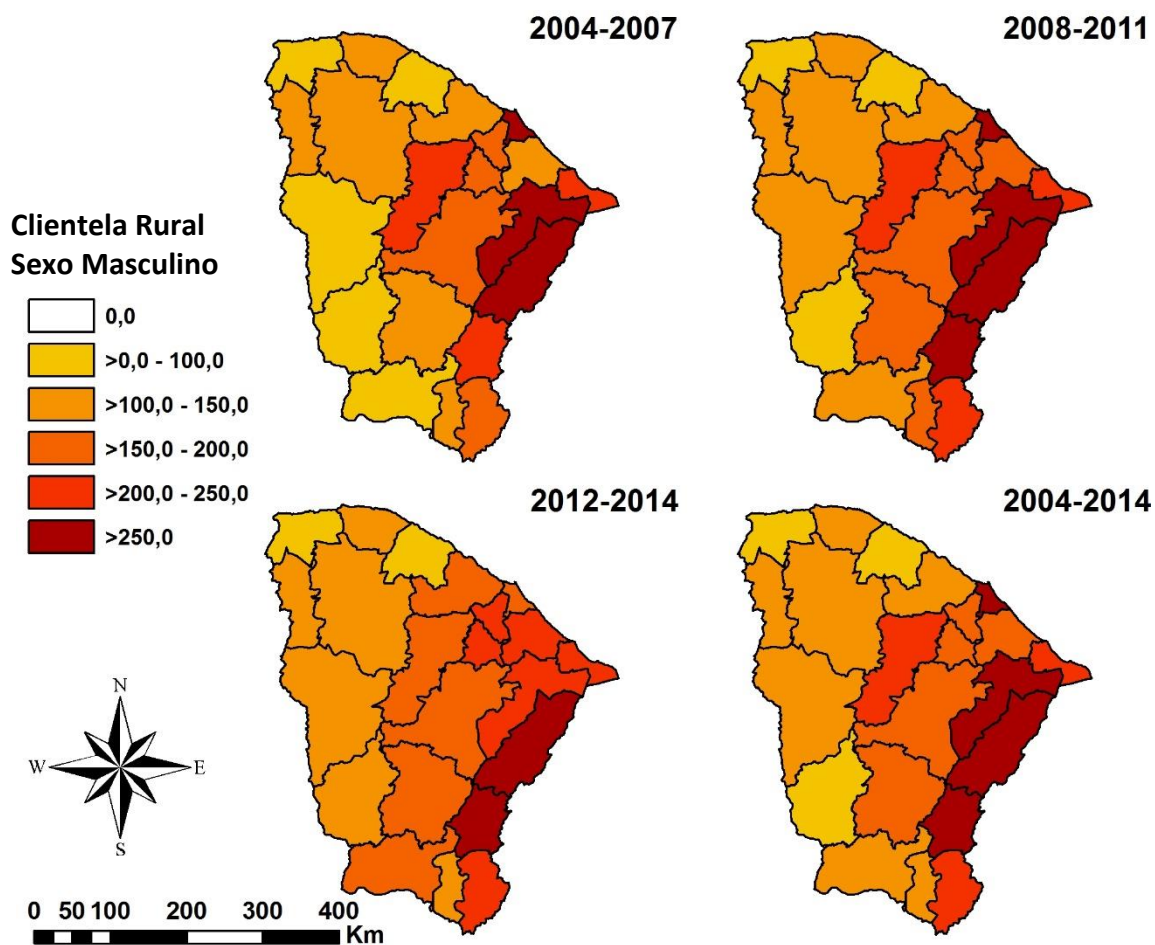 2004-2007
2008-2011
Clientela Rural
Sexo Masculino
0,0
>0,0 - 100,0
>100,0 - 150,0
>150,0 - 200,0
>200,0 - 250,0
>250,0
2012-2014
2004-2014
N
W
E
S
0 50 100 200 300 400
Km